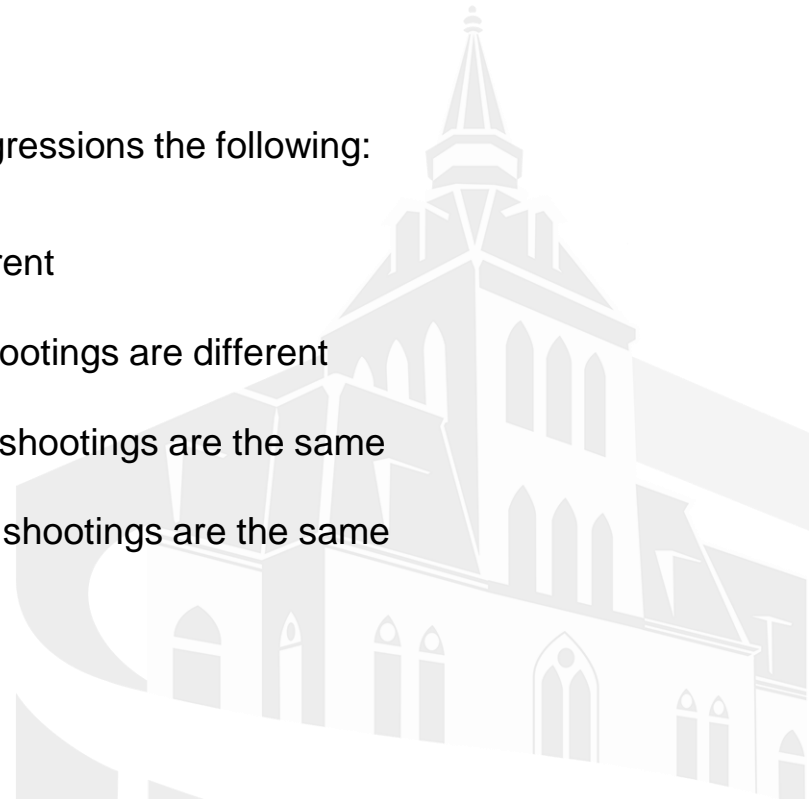 gressions the following:
rent
ootings are different
shootings are the same
shootings are the same